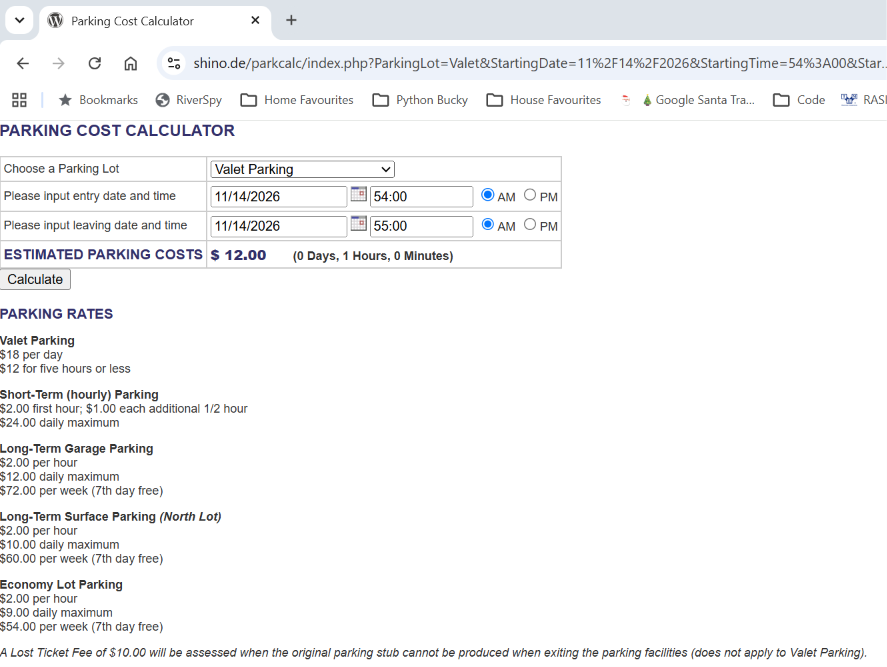 Parking Cost Calculator
shino.de/parkcalc/index.php?ParkingLot=Valet&StartingDate=11%2F14%2F2026&StartingTime=54%3A00&Star...
Bookmarks RiverSpy Home Favourites Python Bucky House Favourites Google Santa Tra... Code RASI
PARKING COST CALCULATOR
Choose a Parking Lot Valet Parking
Please input entry date and time 11/14/2026 54:00 AM PM
Please input leaving date and time 11/14/2026 55:00 AM PM
ESTIMATED PARKING COSTS $ 12.00 (0 Days, 1 Hours, 0 Minutes)
Calculate
PARKING RATES
Valet Parking
$18 per day
$12 for five hours or less
Short-Term (hourly) Parking
$2.00 first hour; $1.00 each additional 1/2 hour
$24.00 daily maximum
Long-Term Garage Parking
$2.00 per hour
$12.00 daily maximum
$72.00 per week (7th day free)
Long-Term Surface Parking (North Lot)
$2.00 per hour
$10.00 daily maximum
$60.00 per week (7th day free)
Economy Lot Parking
$2.00 per hour
$9.00 daily maximum
$54.00 per week (7th day free)
A Lost Ticket Fee of $10.00 will be assessed when the original parking stub cannot be produced when exiting the parking facilities (does not apply to Valet Parking).